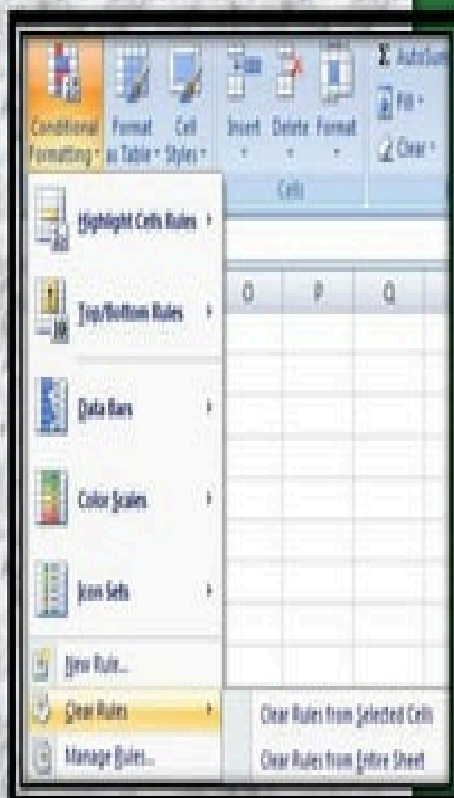 Conditional Formatting
Format as Table
Cell Styles
Insert
Delete
Format
Σ AutoSum
Fill
Clear
Cells
Highlight Cells Rules
Top/Bottom Rules
O P Q
Data Bars
Color Scales
Icon Sets
New Rule...
Clear Rules
Clear Rules from Selected Cells
Manage Rules...
Clear Rules from Entire Sheet